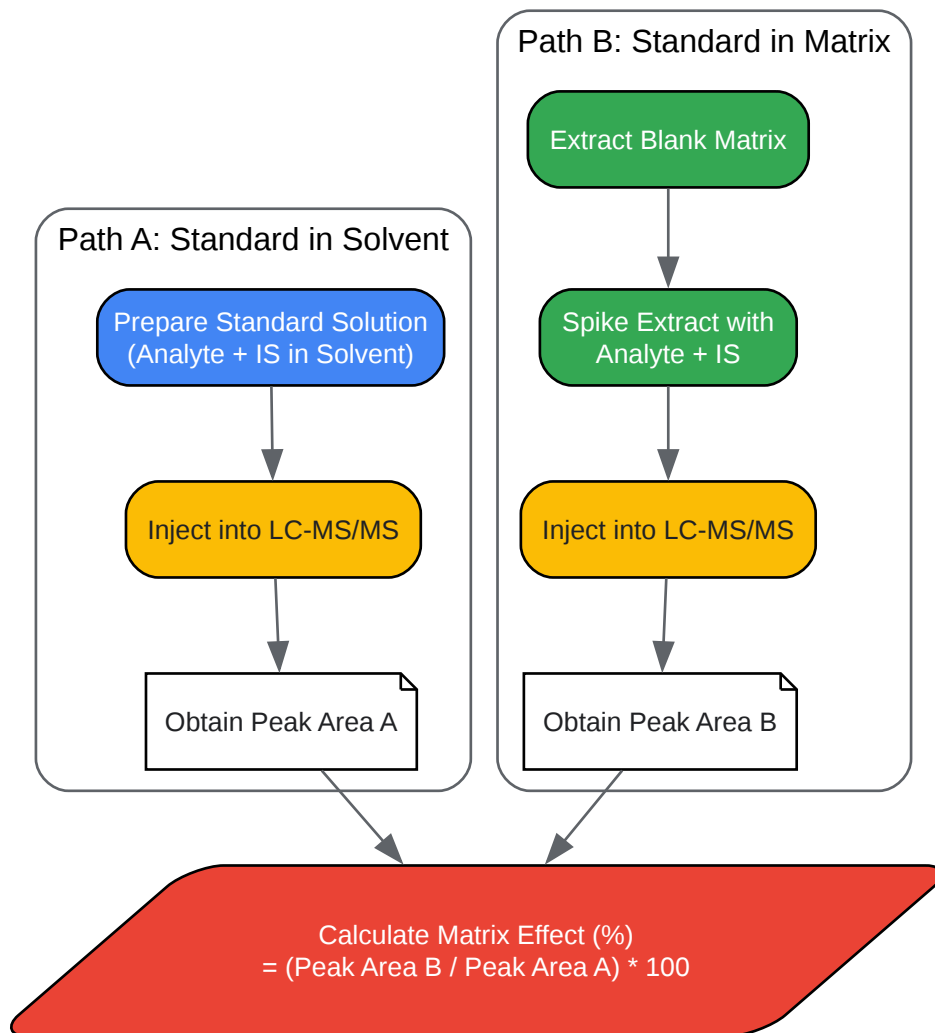 Path A: Standard in Solvent
Prepare Standard Solution
(Analyte + IS in Solvent)
Inject into LC-MS/MS
Obtain Peak Area A
Path B: Standard in Matrix
Extract Blank Matrix
Spike Extract with
Analyte + IS
Inject into LC-MS/MS
Obtain Peak Area B
Calculate Matrix Effect (%)
= (Peak Area B / Peak Area A) * 100